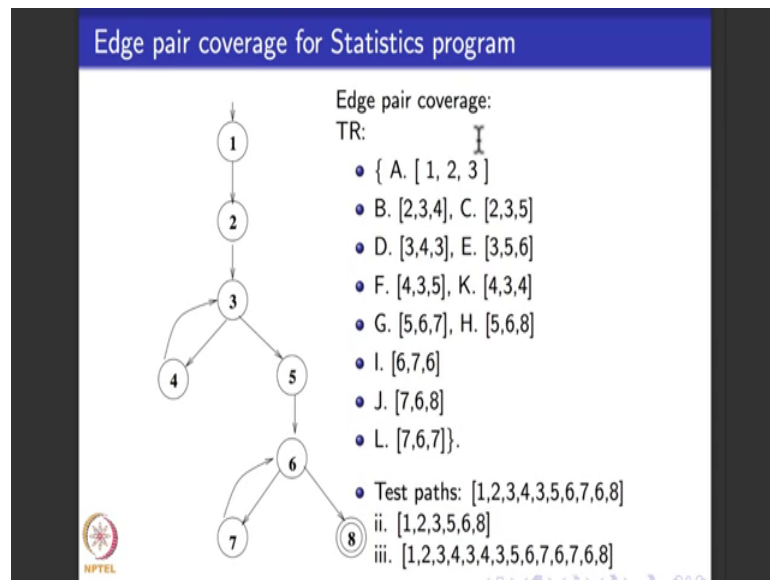 Edge pair coverage for Statistics program
Edge pair coverage:
TR:
{ A. [ 1, 2, 3 ]
B. [2,3,4], C. [2,3,5]
D. [3,4,3], E. [3,5,6]
F. [4,3,5], K. [4,3,4]
G. [5,6,7], H. [5,6,8]
I. [6,7,6]
J. [7,6,8]
L. [7,6,7]}.
Test paths: [1,2,3,4,3,5,6,7,6,8]
ii. [1,2,3,5,6,8]
iii. [1,2,3,4,3,4,3,5,6,7,6,7,6,8]
1
2
3
4
5
6
7
8
NPTEL